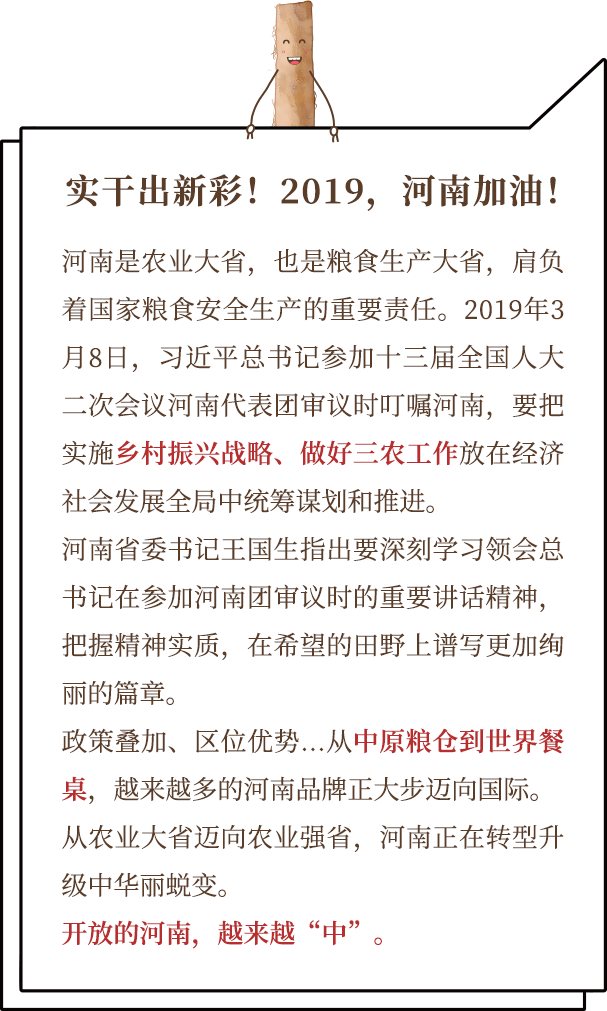 实干出新彩！2019，河南加油！
河南是农业大省，也是粮食生产大省，肩负
着国家粮食安全生产的重要责任。2019年3
月8日，习近平总书记参加十三届全国人大
二次会议河南代表团审议时叮嘱河南，要把
实施乡村振兴战略、做好三农工作放在经济
社会发展全局中统筹谋划和推进。
河南省委书记王国生指出要深刻学习领会总
书记在参加河南团审议时的重要讲话精神，
把握精神实质，在希望的田野上谱写更加绚
丽的篇章。
政策叠加、区位优势...从中原粮仓到世界餐
桌，越来越多的河南品牌正大步迈向国际。
从农业大省迈向农业强省，河南正在转型升
级中华丽蜕变。
开放的河南，越来越“中”。